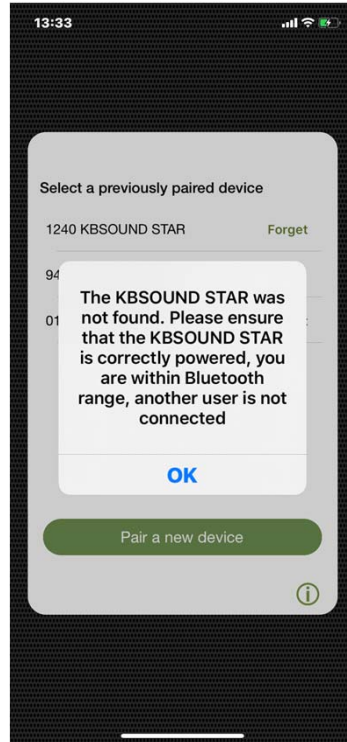 13:33
Select a previously paired device
1240 KBSOUND STAR Forget
94
The KBSOUND STAR was
not found. Please ensure
01
that the KBSOUND STAR
is correctly powered, you
are within Bluetooth
range, another user is not
connected
OK
Pair a new device